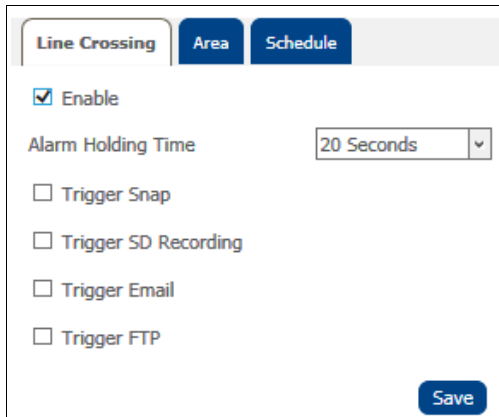 Line Crossing Area Schedule
Enable
Alarm Holding Time 20 Seconds
Trigger Snap
Trigger SD Recording
Trigger Email
Trigger FTP
Save